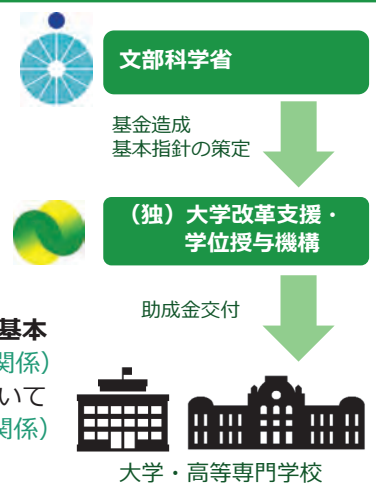 文部科学省
基金造成
基本指針の策定
（独）大学改革支援・
学位授与機構
助成金交付
基本
関係）
いて
関係）
大学・高等専門学校